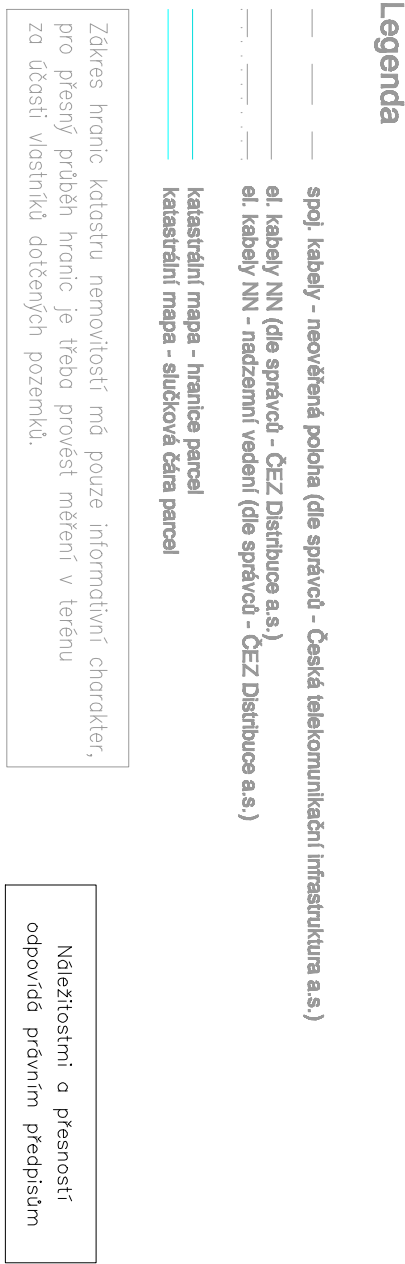 Legenda
spoj. kabely - neověřená poloha (dle správců - Česká telekomunikační infrastruktura a.s.)
el. kabely NN (dle správců - ČEZ Distribuce a.s.)
el. kabely NN - nadzemní vedení (dle správců - ČEZ Distribuce a.s.)
katastrální mapa - hranice parcel
katastrální mapa - slučková čára parcel
Zákres hranic katastru nemovitostí má pouze informativní charakter,
pro přesný průběh hranic je třeba provést měření v terénu
za účasti vlastníků dotčených pozemků.
Náležitostmi a přesností
odpovídá právním předpisům